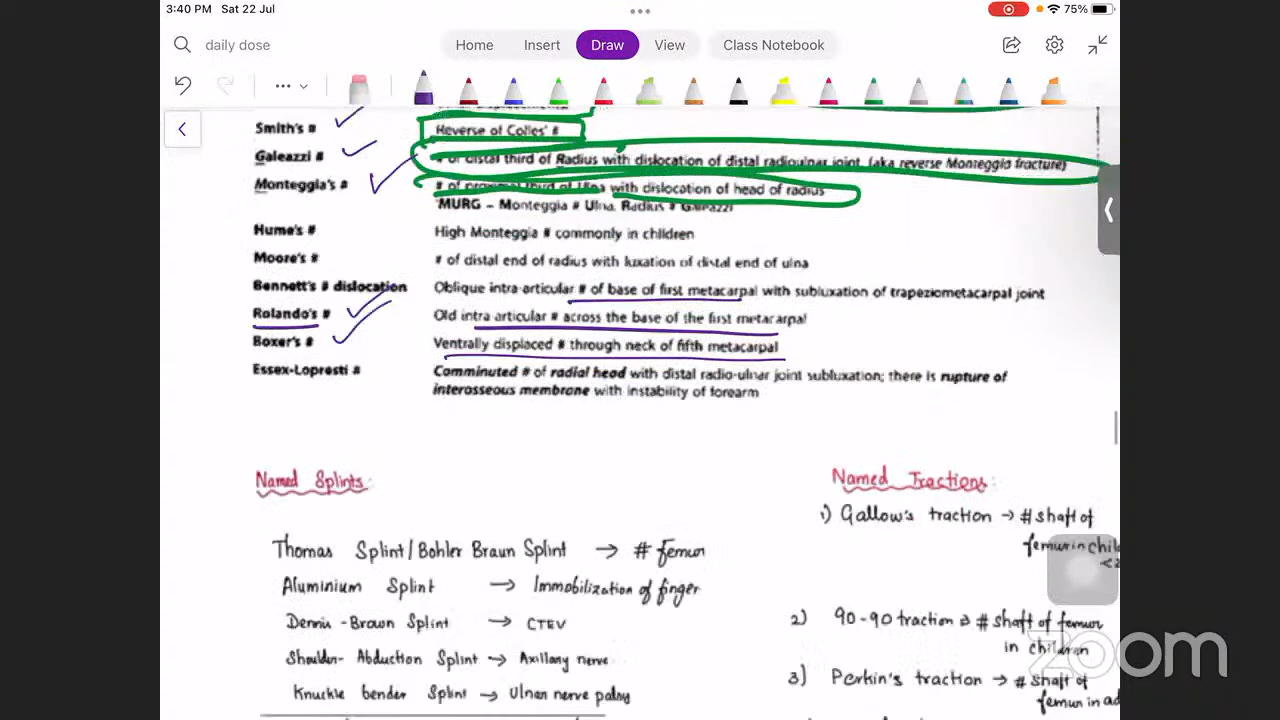 3:40 PM Sat 22 Jul
75%
daily dose
Home Insert Draw View Class Notebook
Smith's # Reverse of Colles' #
Galeazzi # # of distal third of Radius with dislocation of distal radioulnar joint (aka reverse Monteggia fracture)
Monteggia's # # of proximal third of Ulna with dislocation of head of radius
'MURG – Monteggia # Ulna, Radius # Galeazzi
Hume's # High Monteggia # commonly in children
Moore's # # of distal end of radius with luxation of distal end of ulna
Bennett's # dislocation Oblique intra-articular # of base of first metacarpal with subluxation of trapeziometacarpal joint
Rolando's # Old intra articular # across the base of the first metacarpal
Boxer's # Ventrally displaced # through neck of fifth metacarpal
Essex-Lopresti # Comminuted # of radial head with distal radio-ulnar joint subluxation; there is rupture of
interosseous membrane with instability of forearm
Named Splints:
Thomas Splint/Bohler Braun Splint → # femur
Aluminium Splint → Immobilization of finger
Dennis-Brown Splint → CTEV
Shoulder-Abduction Splint → Axillary nerve
Knuckle bender Splint → Ulnar nerve palsy
Named Tractions:
1) Gallow's traction → # shaft of
femur in chil
2) 90-90 traction → # shaft of femur
in children
3) Perkin's traction → # shaft of
femur in ad
zoom